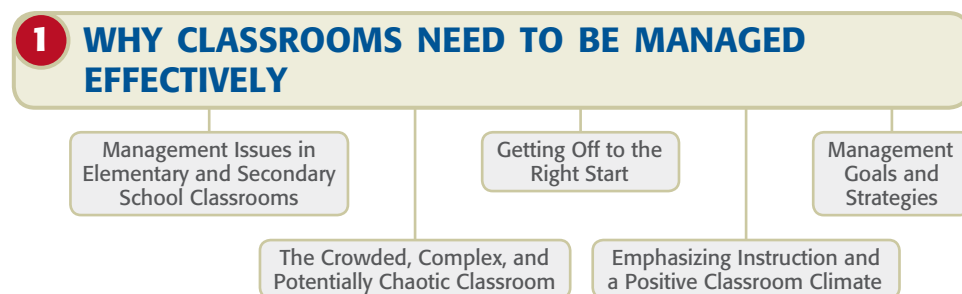 1 WHY CLASSROOMS NEED TO BE MANAGED
EFFECTIVELY
Management Issues in
Elementary and Secondary
School Classrooms
The Crowded, Complex, and
Potentially Chaotic Classroom
Getting Off to the
Right Start
Emphasizing Instruction and
a Positive Classroom Climate
Management
Goals and
Strategies